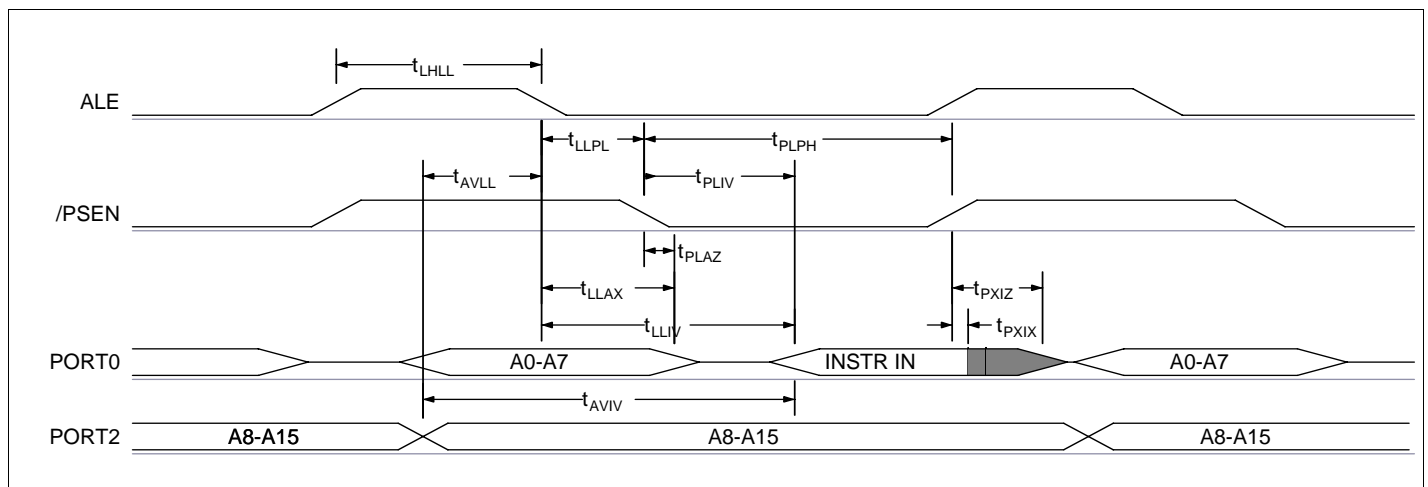 tLHLL
ALE
tLLPL
tPLPH
tAVLL
tPLIV
/PSEN
tPLAZ
tLLAX
tPXIZ
tLLIV
tPXIX
PORT0
A0-A7
INSTR IN
A0-A7
tAVIV
PORT2
A8-A15
A8-A15
A8-A15